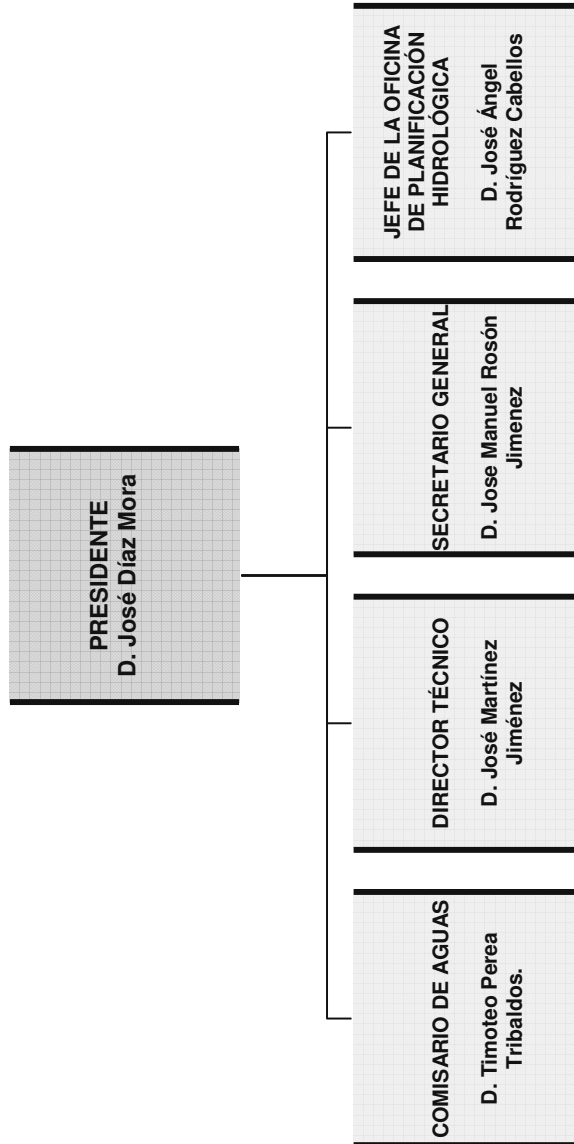 PRESIDENTE
D. José Díaz Mora
COMISARIO DE AGUAS
D. Timoteo Perea
Tribaldos.
DIRECTOR TÉCNICO
D. José Martínez
Jiménez
SECRETARIO GENERAL
D. Jose Manuel Rosón
Jimenez
JEFE DE LA OFICINA
DE PLANIFICACIÓN
HIDROLÓGICA
D. José Ángel
Rodríguez Cabellos